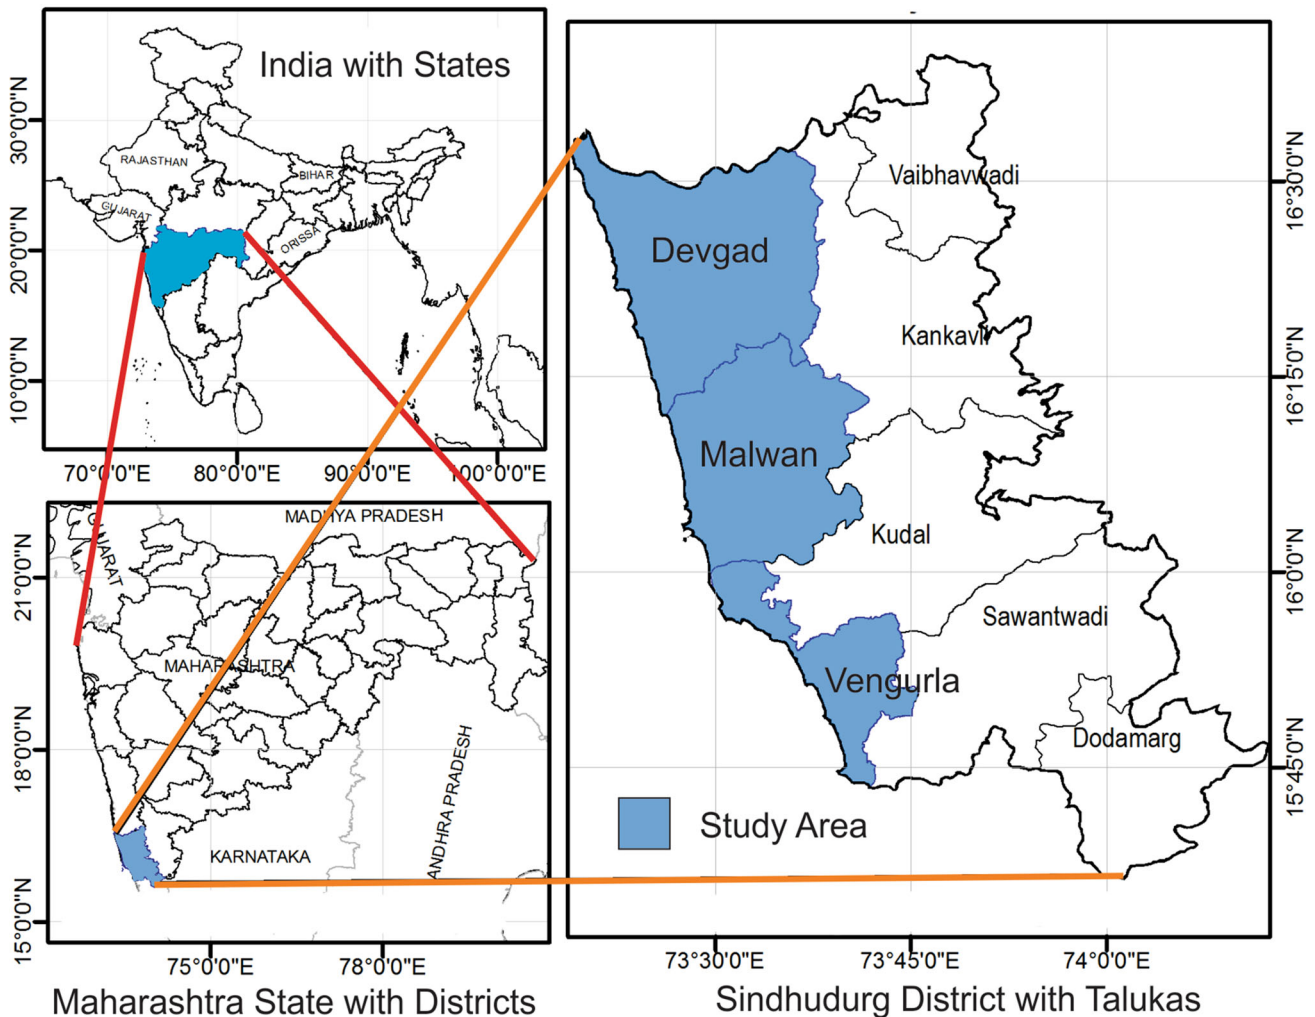 India with States
30°0'0"N
20°0'0"N
10°0'0"N
RAJASTHAN
GUJARAT
BIHAR
ORISSA
70°0'0"E
80°0'0"E
90°0'0"E
100°0'0"E
MADHYA PRADESH
GUJARAT
MAHARASHTRA
KARNATAKA
ANDHRA PRADESH
21°0'0"N
18°0'0"N
15°0'0"N
75°0'0"E
78°0'0"E
Maharashtra State with Districts
Vaibhavwadi
Devgad
Kankavli
Malwan
Kudal
Sawantwadi
Vengurla
Dodamarg
Study Area
16°30'0"N
16°15'0"N
16°0'0"N
15°45'0"N
73°30'0"E
73°45'0"E
74°0'0"E
Sindhudurg District with Talukas